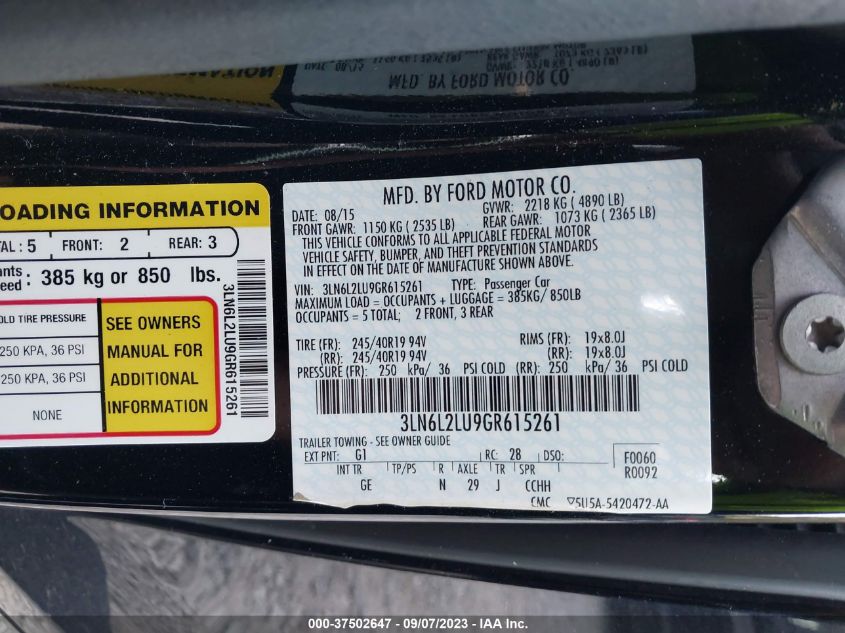 MFD. BY FORD MOTOR CO.
DATE: 08/15 GVWR: 2218 KG ( 4890 LB)
FRONT GAWR: 1150 KG ( 2535 LB) REAR GAWR: 1073 KG ( 2365 LB)
THIS VEHICLE CONFORMS TO ALL APPLICABLE FEDERAL MOTOR
VEHICLE SAFETY, BUMPER, AND THEFT PREVENTION STANDARDS
IN EFFECT ON THE DATE OF MANUFACTURE SHOWN ABOVE.
VIN: 3LN6L2LU9GR615261 TYPE: Passenger Car
MAXIMUM LOAD = OCCUPANTS + LUGGAGE = 385KG/ 850LB
OCCUPANTS = 5 TOTAL; 2 FRONT, 3 REAR
TIRE (FR): 245/40R19 94V RIMS (FR): 19x8.0J
(RR): 245/40R19 94V (RR): 19x8.0J
PRESSURE (FR): 250 kPa/ 36 PSI COLD (RR): 250 kPa/ 36 PSI COLD
3LN6L2LU9GR615261
TRAILER TOWING - SEE OWNER GUIDE
EXT PNT: G1 RC: 28 DSO: F0060
INT TR TP/PS R AXLE TR SPR R0092
GE N 29 J CCHH
CMC 5U5A-5420472-AA
OADING INFORMATION
TAL : 5 FRONT: 2 REAR: 3
ants
eed : 385 kg or 850 lbs.
OLD TIRE PRESSURE
250 KPA, 36 PSI
250 KPA, 36 PSI
NONE
SEE OWNERS
MANUAL FOR
ADDITIONAL
INFORMATION
3LN6L2LU9GR615261
MFD. BY FORD MOTOR CO.
000-37502647 - 09/07/2023 - IAA Inc.